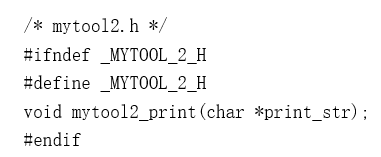 /* mytool2.h */
#ifndef _MYTOOL_2_H
#define _MYTOOL_2_H
void mytool2_print(char *print_str);
#endif